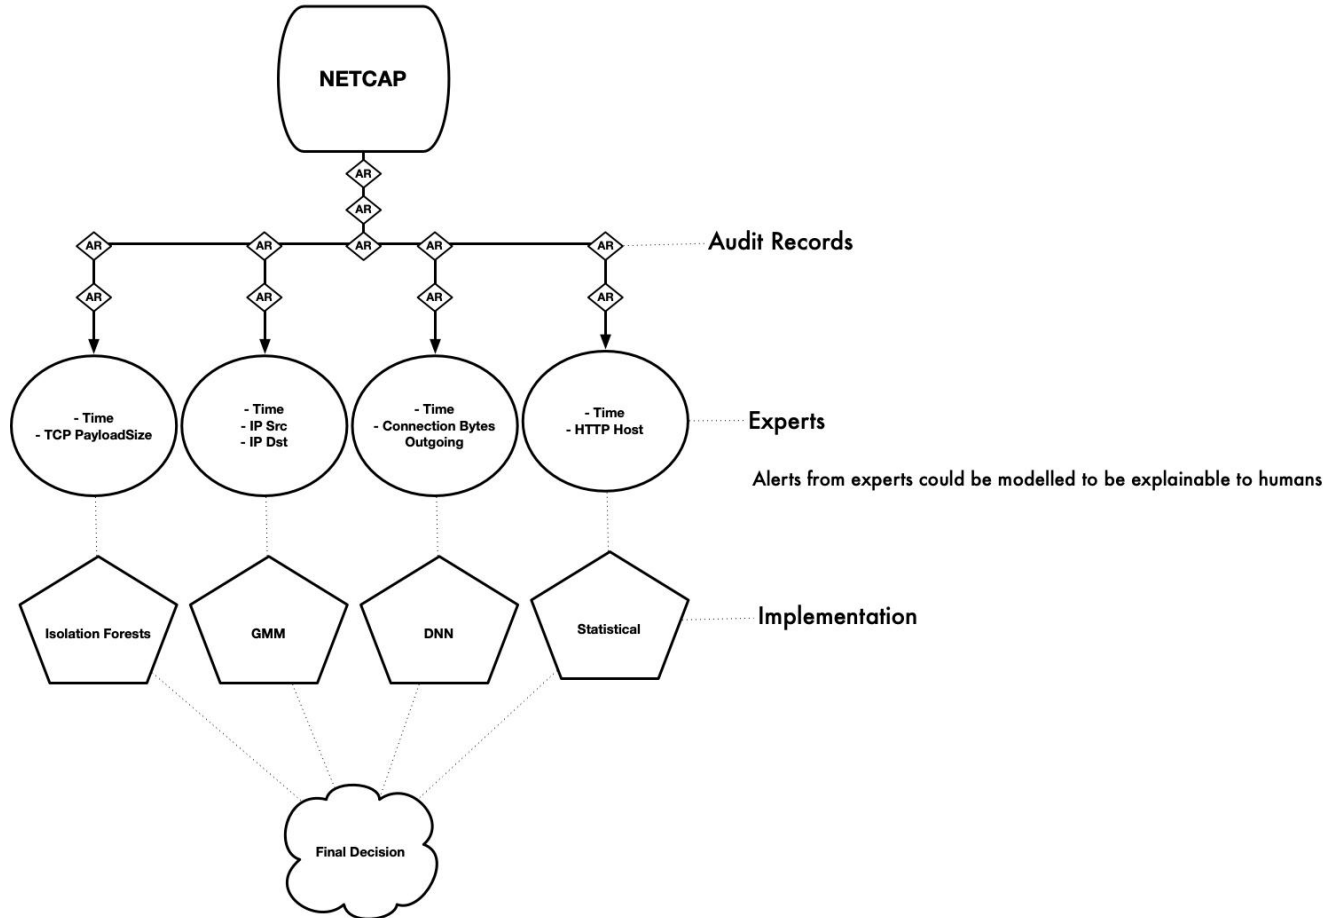 NETCAP
AR
AR
AR
AR
AR
AR
AR
Audit Records
AR
AR
AR
AR
- Time
- TCP PayloadSize
- Time
- IP Src
- IP Dst
- Time
- Connection Bytes
Outgoing
- Time
- HTTP Host
Experts
Alerts from experts could be modelled to be explainable to humans
Isolation Forests
GMM
DNN
Statistical
Implementation
Final Decision